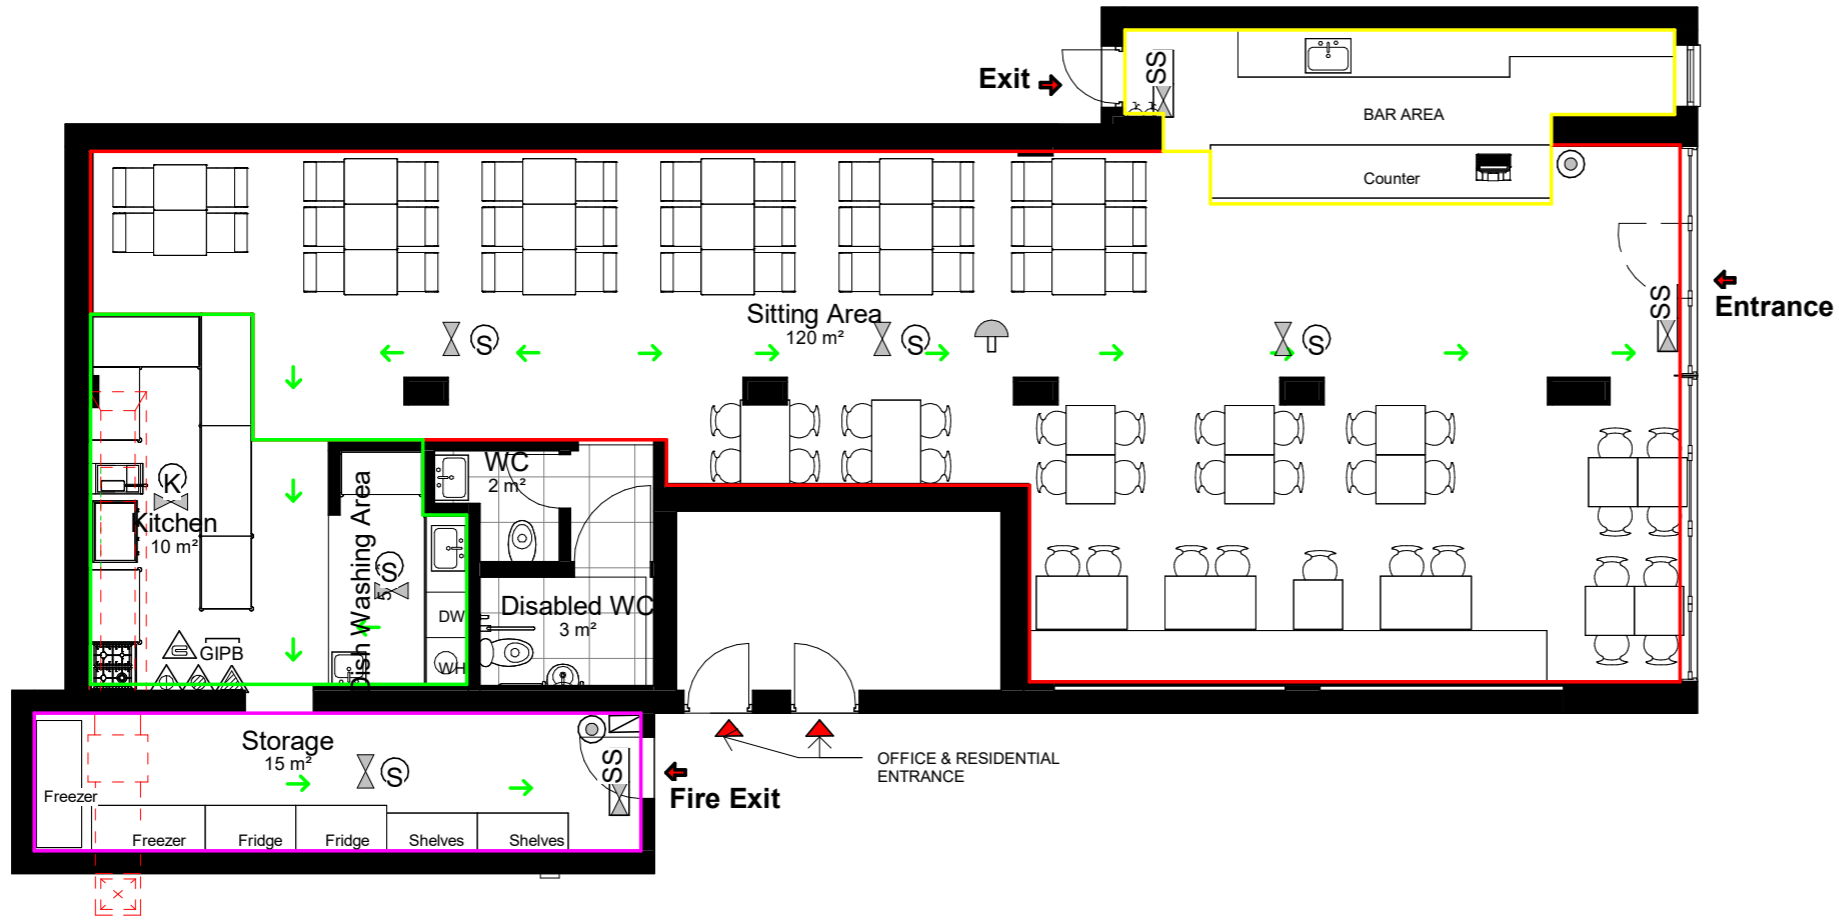 Exit
SS
BAR AREA
Counter
Sitting Area
120 m²
S
S
S
SS
Entrance
WC
2 m²
K
Kitchen
10 m²
Dish Washing Area
S
DW
WH
Disabled WC
3 m²
GIPB
Storage
15 m²
S
SS
Fire Exit
OFFICE & RESIDENTIAL
ENTRANCE
Freezer
Freezer
Fridge
Fridge
Shelves
Shelves